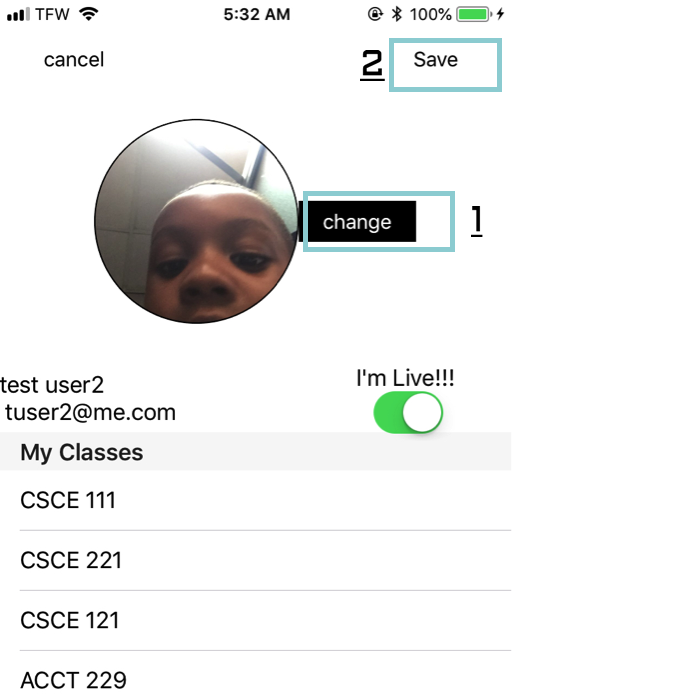 TFW 5:32 AM 100%
cancel 2 Save
change 1
I'm Live!!!
test user2
tuser2@me.com
My Classes
CSCE 111
CSCE 221
CSCE 121
ACCT 229